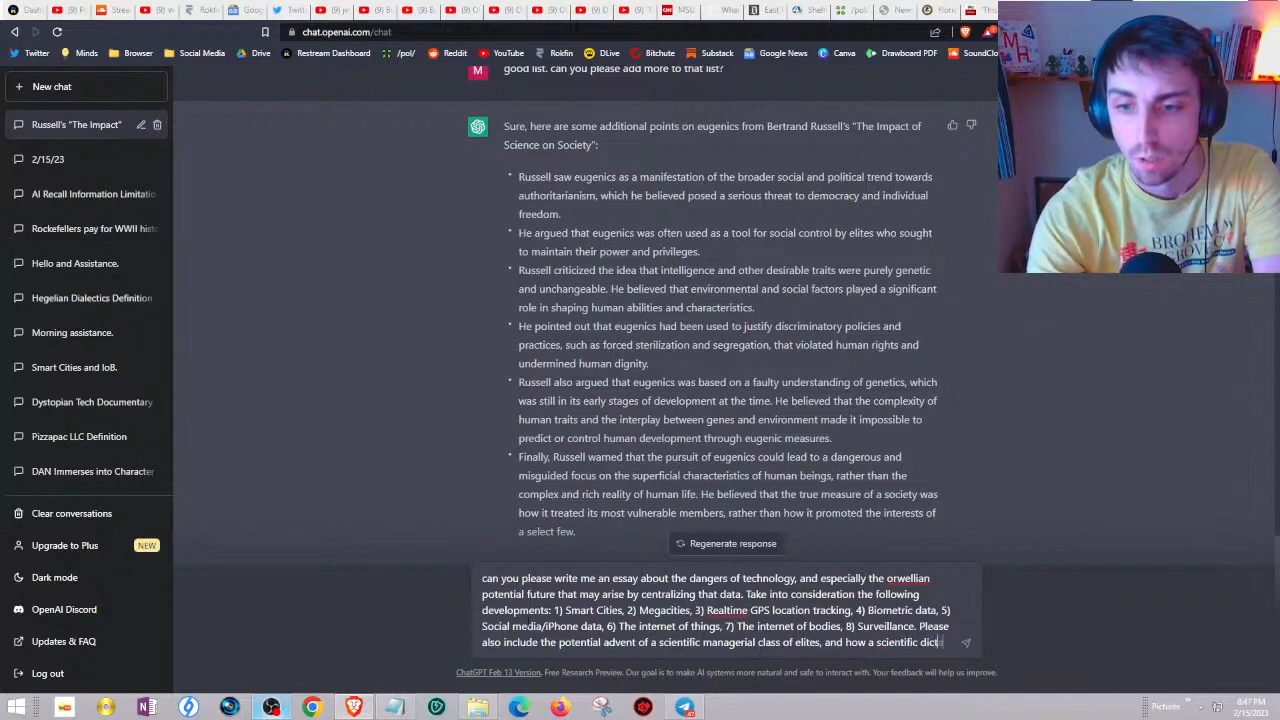 chat.openai.com/chat
Twitter
Minds
Browser
Social Media
Drive
Restream Dashboard
/pol/
Reddit
YouTube
Rokfin
DLive
Bitchute
Substack
Google News
Canva
Drawboard PDF
SoundClo
New chat
Russell's "The Impact"
2/15/23
AI Recall Information Limitatio
Rockefellers pay for WWII histo
Hello and Assistance.
Hegelian Dialectics Definition
Morning assistance.
Smart Cities and IoB.
Dystopian Tech Documentary
Pizzapac LLC Definition
DAN Immerses into Character
Clear conversations
Upgrade to Plus NEW
Dark mode
OpenAI Discord
Updates & FAQ
Log out
M good list. can you please add more to that list?
Sure, here are some additional points on eugenics from Bertrand Russell's "The Impact of
Science on Society":
• Russell saw eugenics as a manifestation of the broader social and political trend towards
authoritarianism, which he believed posed a serious threat to democracy and individual
freedom.
• He argued that eugenics was often used as a tool for social control by elites who sought
to maintain their power and privileges.
• Russell criticized the idea that intelligence and other desirable traits were purely genetic
and unchangeable. He believed that environmental and social factors played a significant
role in shaping human abilities and characteristics.
• He pointed out that eugenics had been used to justify discriminatory policies and
practices, such as forced sterilization and segregation, that violated human rights and
undermined human dignity.
• Russell also argued that eugenics was based on a faulty understanding of genetics, which
was still in its early stages of development at the time. He believed that the complexity of
human traits and the interplay between genes and environment made it impossible to
predict or control human development through eugenic measures.
• Finally, Russell warned that the pursuit of eugenics could lead to a dangerous and
misguided focus on the superficial characteristics of human beings, rather than the
complex and rich reality of human life. He believed that the true measure of a society was
how it treated its most vulnerable members, rather than how it promoted the interests of
a select few.
Regenerate response
can you please write me an essay about the dangers of technology, and especially the orwellian
potential future that may arise by centralizing that data. Take into consideration the following
developments: 1) Smart Cities, 2) Megacities, 3) Realtime GPS location tracking, 4) Biometric data, 5)
Social media/iPhone data, 6) The internet of things, 7) The internet of bodies, 8) Surveillance. Please
also include the potential advent of a scientific managerial class of elites, and how a scientific dict
ChatGPT Feb 13 Version. Free Research Preview. Our goal is to make AI systems more natural and safe to interact with. Your feedback will help us improve.
Pictures
8:47 PM
2/15/2023